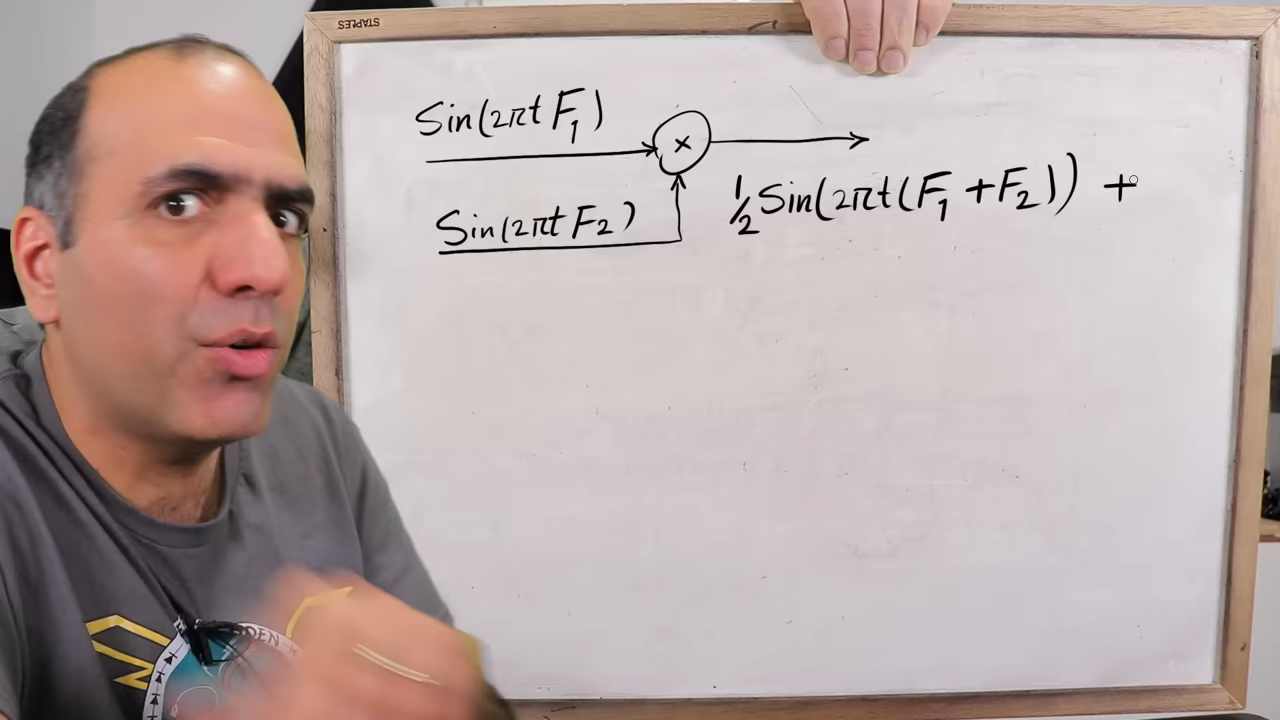 STAPLES
Sin(2πt F₁)
×
Sin(2πt F₂)
½ Sin(2πt(F₁ + F₂)) +